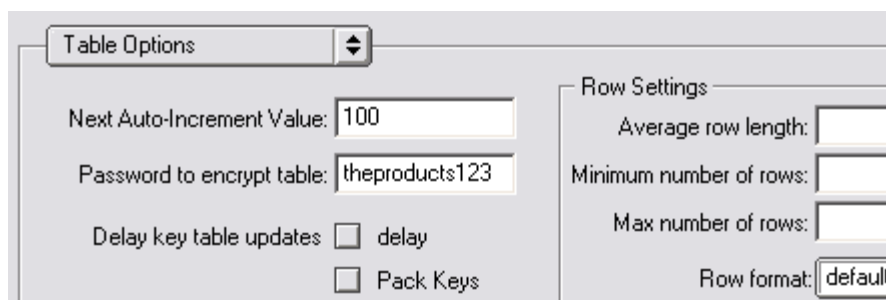 Table Options
Next Auto-Increment Value: 100
Password to encrypt table: theproducts123
Delay key table updates delay
Pack Keys
Row Settings
Average row length:
Minimum number of rows:
Max number of rows:
Row format: